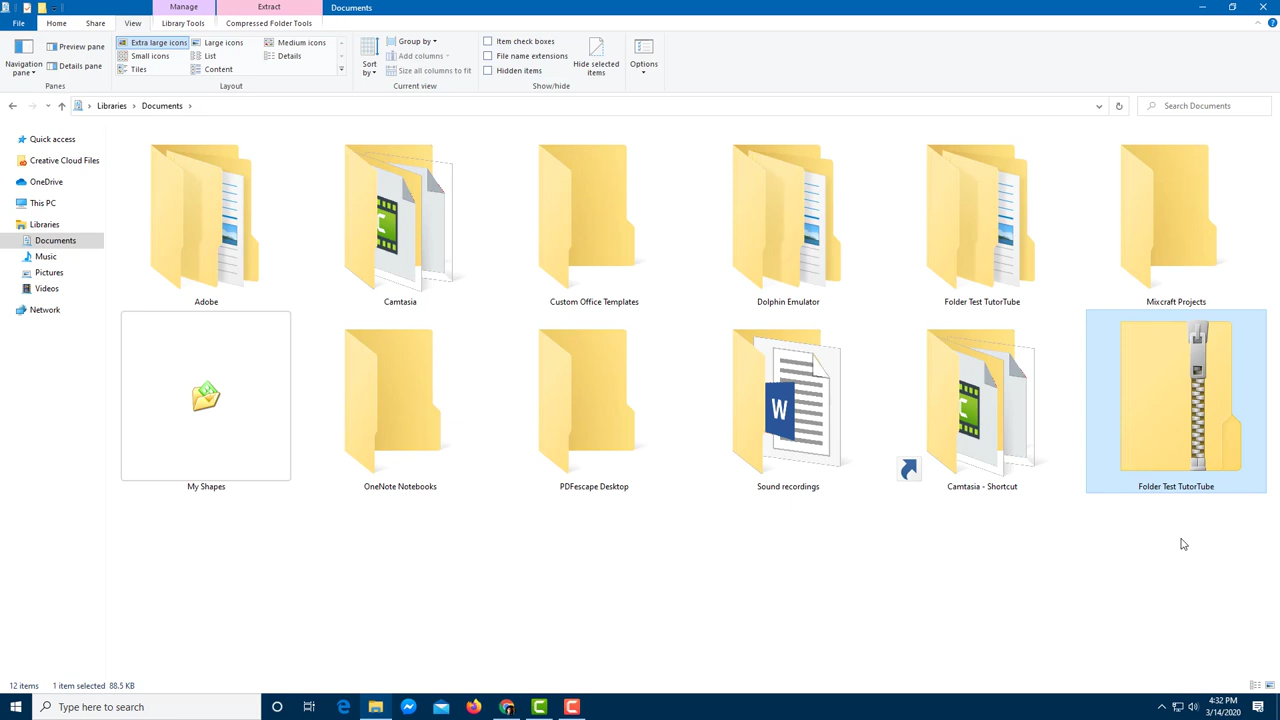 Manage
Extract
Documents
File
Home
Share
View
Library Tools
Compressed Folder Tools
Navigation pane
Preview pane
Details pane
Panes
Extra large icons
Large icons
Medium icons
Small icons
List
Details
Tiles
Content
Layout
Sort by
Group by
Add columns
Size all columns to fit
Current view
Item check boxes
File name extensions
Hidden items
Hide selected items
Show/hide
Options
Libraries
Documents
Search Documents
Quick access
Creative Cloud Files
OneDrive
This PC
Libraries
Documents
Music
Pictures
Videos
Network
Adobe
Camtasia
Custom Office Templates
Dolphin Emulator
Folder Test TutorTube
Mixcraft Projects
My Shapes
OneNote Notebooks
PDFescape Desktop
Sound recordings
Camtasia - Shortcut
Folder Test TutorTube
12 items
1 item selected 88.5 KB
Type here to search
4:32 PM
3/14/2020